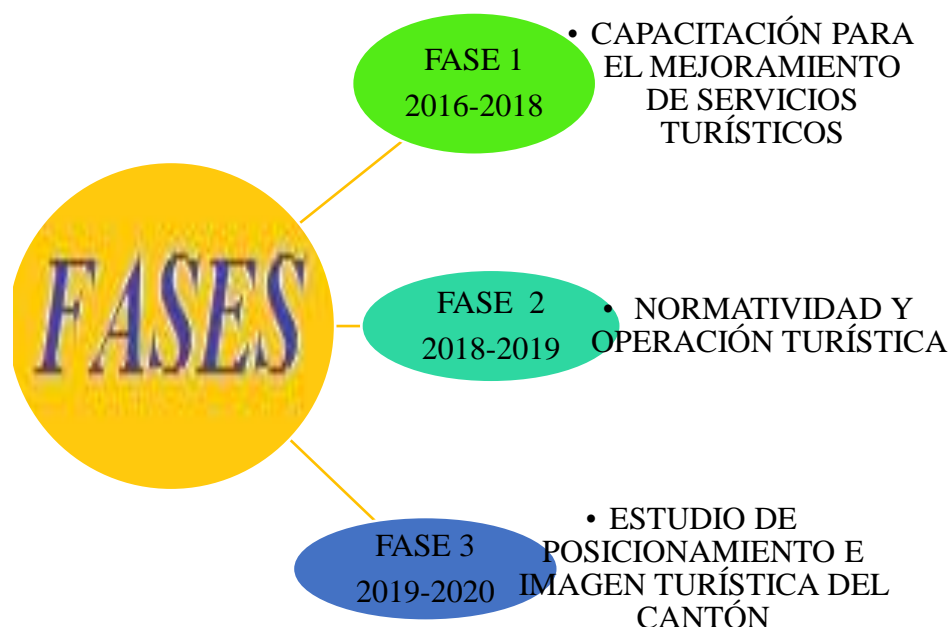 FASES
FASE 1
2016-2018
• CAPACITACIÓN PARA
EL MEJORAMIENTO
DE SERVICIOS
TURÍSTICOS
FASE 2
2018-2019
• NORMATIVIDAD Y
OPERACIÓN TURÍSTICA
FASE 3
2019-2020
• ESTUDIO DE
POSICIONAMIENTO E
IMAGEN TURÍSTICA DEL
CANTÓN